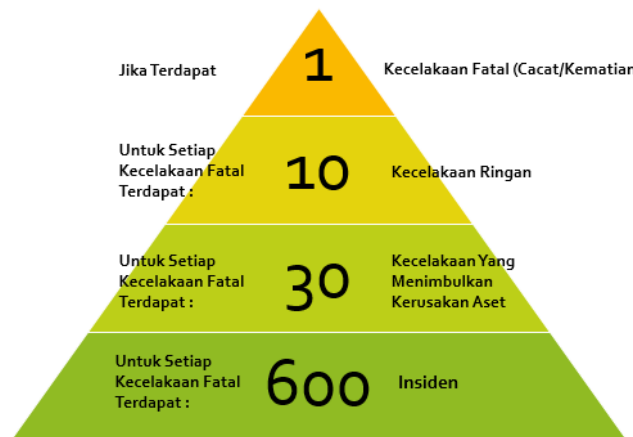 Jika Terdapat
1
Kecelakaan Fatal (Cacat/Kematian
Untuk Setiap
Kecelakaan Fatal
Terdapat :
10
Kecelakaan Ringan
Untuk Setiap
Kecelakaan Fatal
Terdapat :
30
Kecelakaan Yang
Menimbulkan
Kerusakan Aset
Untuk Setiap
Kecelakaan Fatal
Terdapat :
600
Insiden